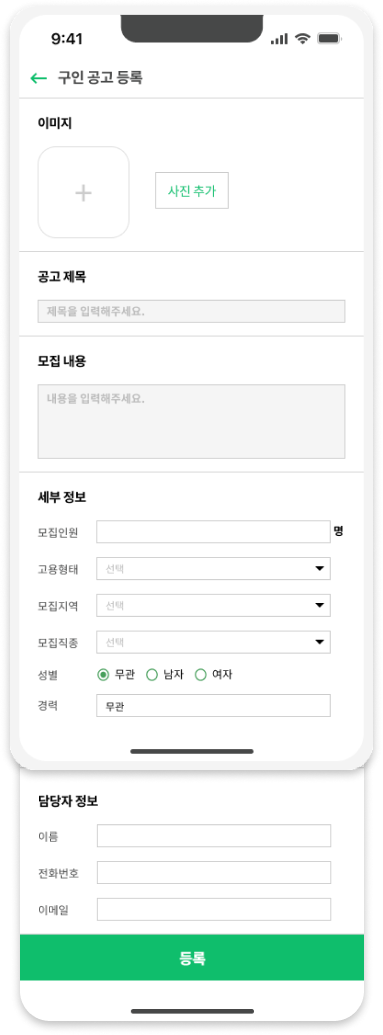 9:41
구인 공고 등록
이미지
사진 추가
공고 제목
제목을 입력해주세요.
모집 내용
내용을 입력해주세요.
세부 정보
모집인원 명
고용형태 선택
모집지역 선택
모집직종 선택
성별 무관 남자 여자
경력 무관
담당자 정보
이름
전화번호
이메일
등록